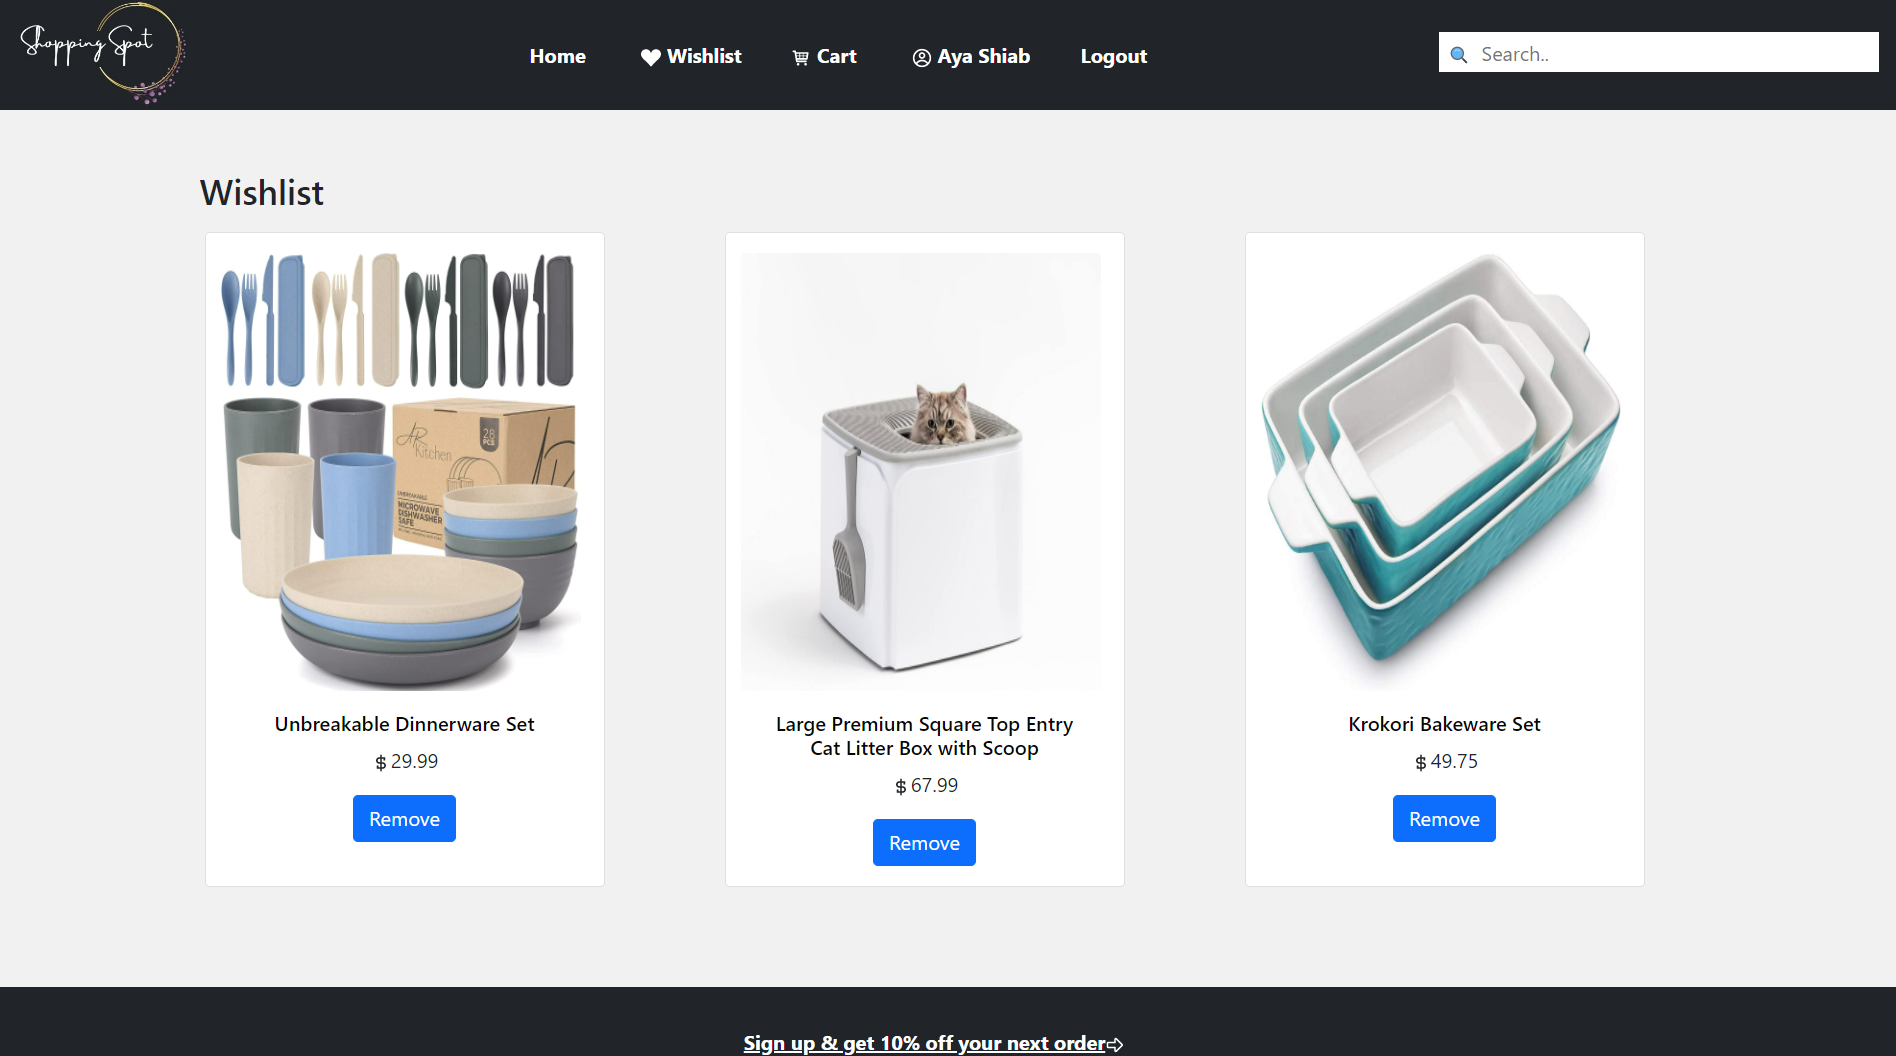 Shopping Spot
Home
Wishlist
Cart
Aya Shiab
Logout
Search..
Wishlist
AR
Kitchen
28
PCS
UNBREAKABLE
MICROWAVE
DISHWASHER
SAFE
Unbreakable Dinnerware Set
$ 29.99
Remove
Large Premium Square Top Entry
Cat Litter Box with Scoop
$ 67.99
Remove
Krokori Bakeware Set
$ 49.75
Remove
Sign up & get 10% off your next order